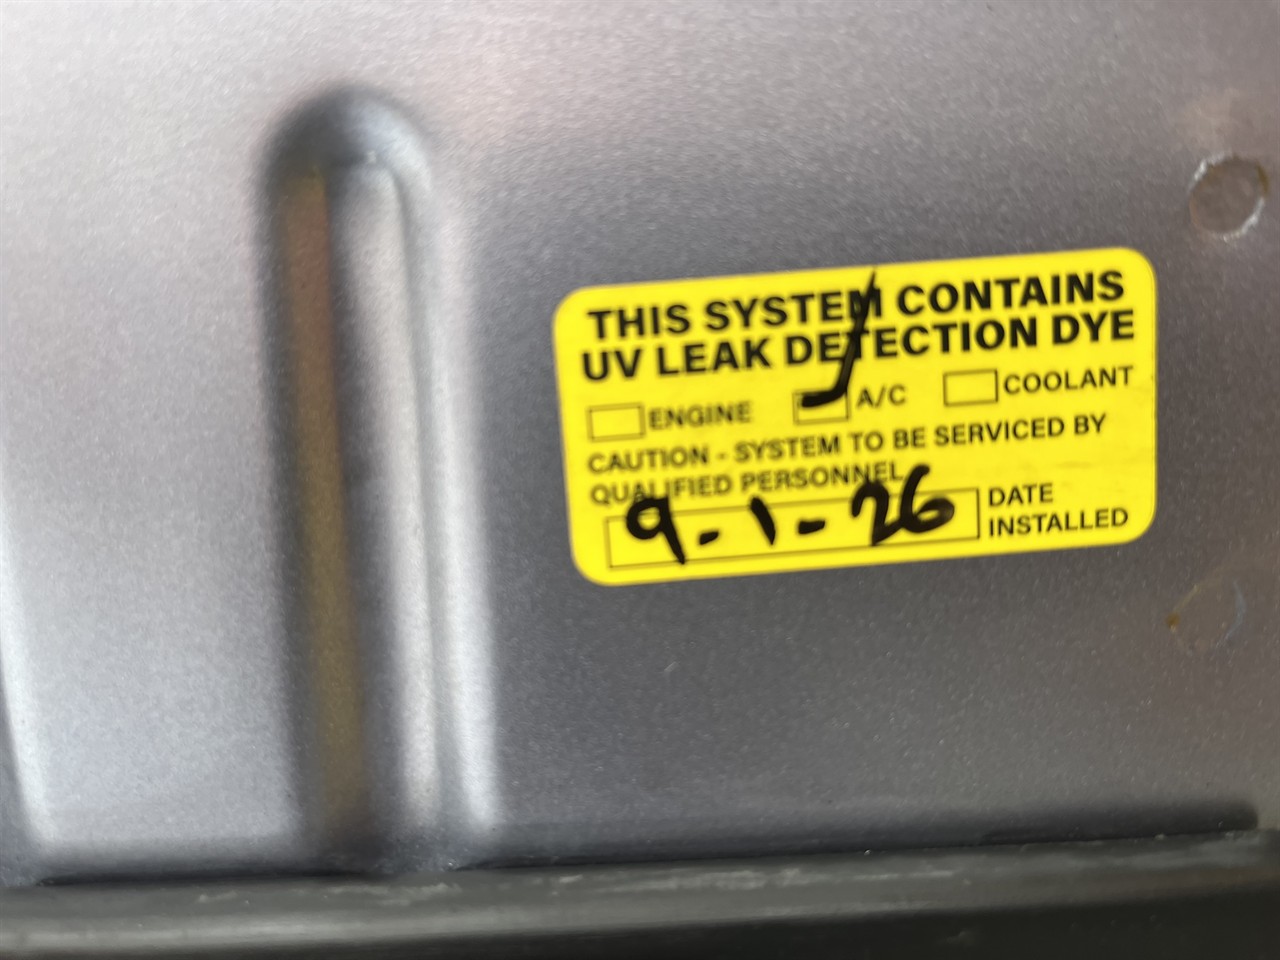 THIS SYSTEM CONTAINS
UV LEAK DETECTION DYE
ENGINE A/C COOLANT
CAUTION - SYSTEM TO BE SERVICED BY
QUALIFIED PERSONNEL
9-1-26 DATE
INSTALLED